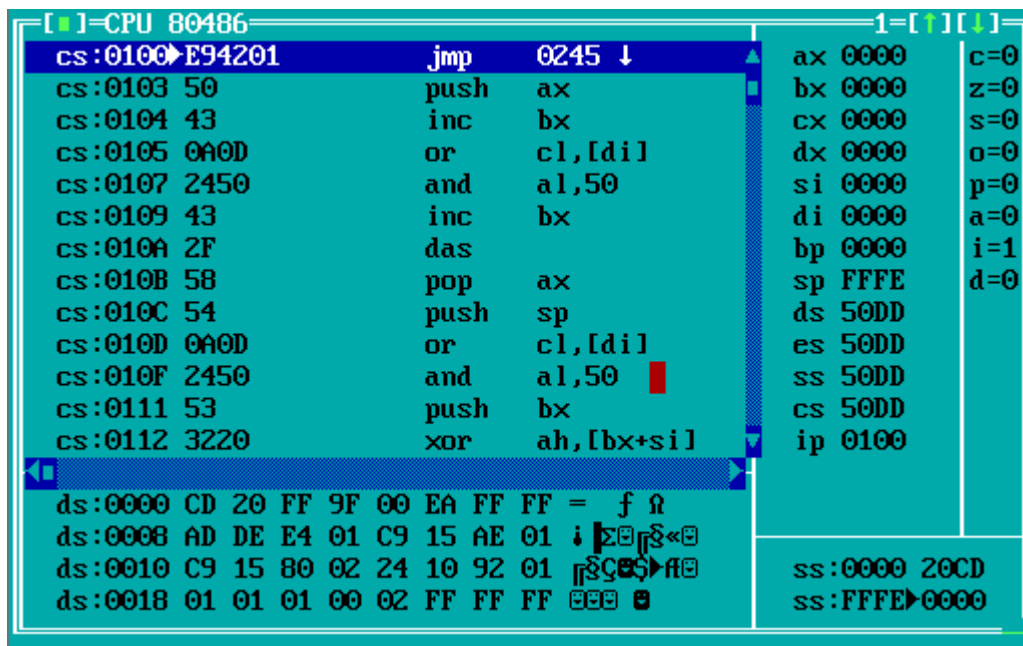 [■]=CPU 80486 1=[↑][↓]=
cs:0100►E94201 jmp 0245 ↓ ax 0000 c=0
cs:0103 50 push ax bx 0000 z=0
cs:0104 43 inc bx cx 0000 s=0
cs:0105 0A0D or cl,[di] dx 0000 o=0
cs:0107 2450 and al,50 si 0000 p=0
cs:0109 43 inc bx di 0000 a=0
cs:010A 2F das bp 0000 i=1
cs:010B 58 pop ax sp FFFE d=0
cs:010C 54 push sp ds 50DD
cs:010D 0A0D or cl,[di] es 50DD
cs:010F 2450 and al,50 ss 50DD
cs:0111 53 push bx cs 50DD
cs:0112 3220 xor ah,[bx+si] ip 0100
ds:0000 CD 20 FF 9F 00 EA FF FF = ƒ Ω
ds:0008 AD DE E4 01 C9 15 AE 01 ¡▐Σ☺╔§«☺
ds:0010 C9 15 80 02 24 10 92 01 ╔§Ç☻$►Æ☺ ss:0000 20CD
ds:0018 01 01 01 00 02 FF FF FF ☺☺☺ ☻ ss:FFFE►0000